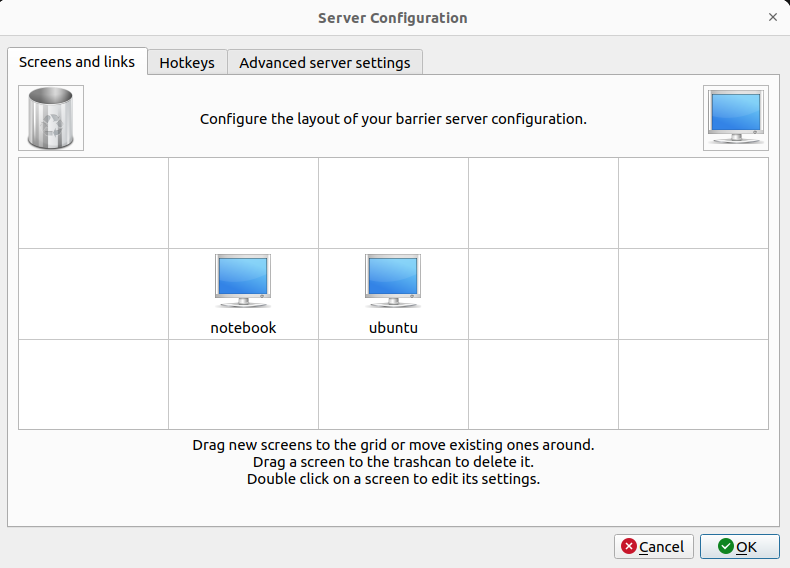 Server Configuration
Screens and links
Hotkeys
Advanced server settings
Configure the layout of your barrier server configuration.
notebook
ubuntu
Drag new screens to the grid or move existing ones around.
Drag a screen to the trashcan to delete it.
Double click on a screen to edit its settings.
Cancel
OK